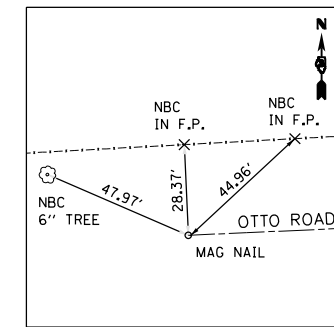 N
NBC
IN F.P.
NBC
IN F.P.
47.97'
28.37'
44.96'
NBC
6" TREE
OTTO ROAD
MAG NAIL